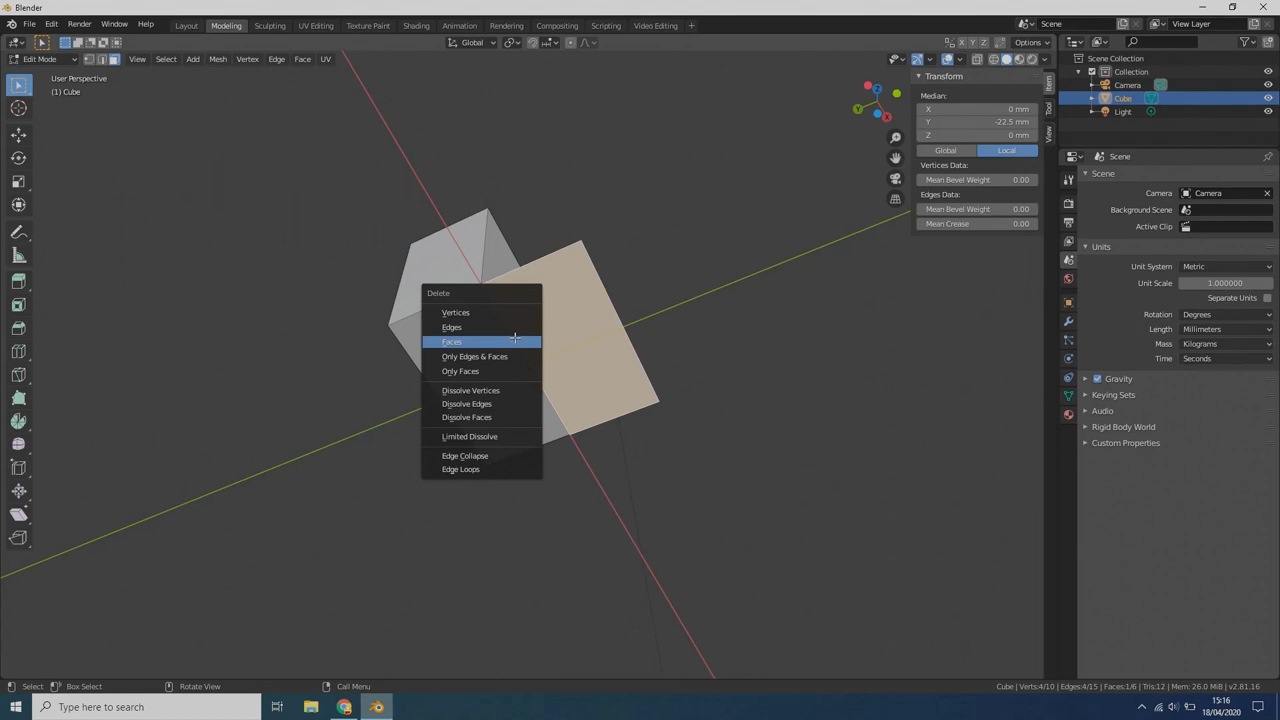 Blender
File Edit Render Window Help Layout Modeling Sculpting UV Editing Texture Paint Shading Animation Rendering Compositing Scripting Video Editing + Scene View Layer
Global X Y Z Options
Edit Mode View Select Add Mesh Vertex Edge Face UV
User Perspective
(1) Cube
Transform
Median:
X 0 mm
Y -22.5 mm
Z 0 mm
Global Local
Vertices Data:
Mean Bevel Weight 0.00
Edges Data:
Mean Bevel Weight 0.00
Mean Crease 0.00
Item
Tool
View
Z
Y
X
Delete
Vertices
Edges
Faces
Only Edges & Faces
Only Faces
Dissolve Vertices
Dissolve Edges
Dissolve Faces
Limited Dissolve
Edge Collapse
Edge Loops
Scene Collection
Collection
Camera
Cube
Light
Scene
Scene
Camera Camera
Background Scene
Active Clip
Units
Unit System Metric
Unit Scale 1.000000
Separate Units
Rotation Degrees
Length Millimeters
Mass Kilograms
Time Seconds
Gravity
Keying Sets
Audio
Rigid Body World
Custom Properties
Select Box Select Rotate View Call Menu Cube | Verts:4/10 | Edges:4/15 | Faces:1/6 | Tris:12 | Mem: 26.0 MiB | v2.81.16
Type here to search
15:16
18/04/2020